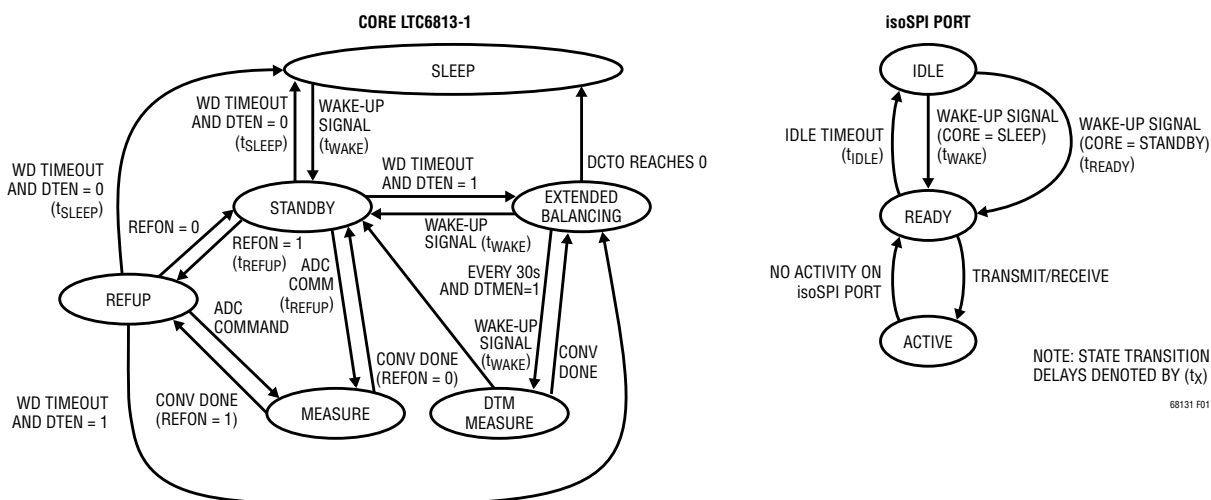 CORE LTC6813-1
SLEEP
WD TIMEOUT
AND DTEN = 0
(tSLEEP)
WAKE-UP
SIGNAL
(tWAKE)
DCTO REACHES 0
WD TIMEOUT
AND DTEN = 0
(tSLEEP)
WD TIMEOUT
AND DTEN = 1
STANDBY
EXTENDED
BALANCING
REFON = 0
REFON = 1
(tREFUP)
WAKE-UP
SIGNAL (tWAKE)
ADC
COMM
(tREFUP)
EVERY 30s
AND DTMEN=1
REFUP
ADC
COMMAND
WAKE-UP
SIGNAL
(tWAKE)
CONV
DONE
CONV DONE
(REFON = 0)
CONV DONE
(REFON = 1)
MEASURE
DTM
MEASURE
WD TIMEOUT
AND DTEN = 1
isoSPI PORT
IDLE
IDLE TIMEOUT
(tIDLE)
WAKE-UP SIGNAL
(CORE = SLEEP)
(tWAKE)
WAKE-UP SIGNAL
(CORE = STANDBY)
(tREADY)
READY
NO ACTIVITY ON
isoSPI PORT
TRANSMIT/RECEIVE
ACTIVE
NOTE: STATE TRANSITION
DELAYS DENOTED BY (tX)
68131 F01